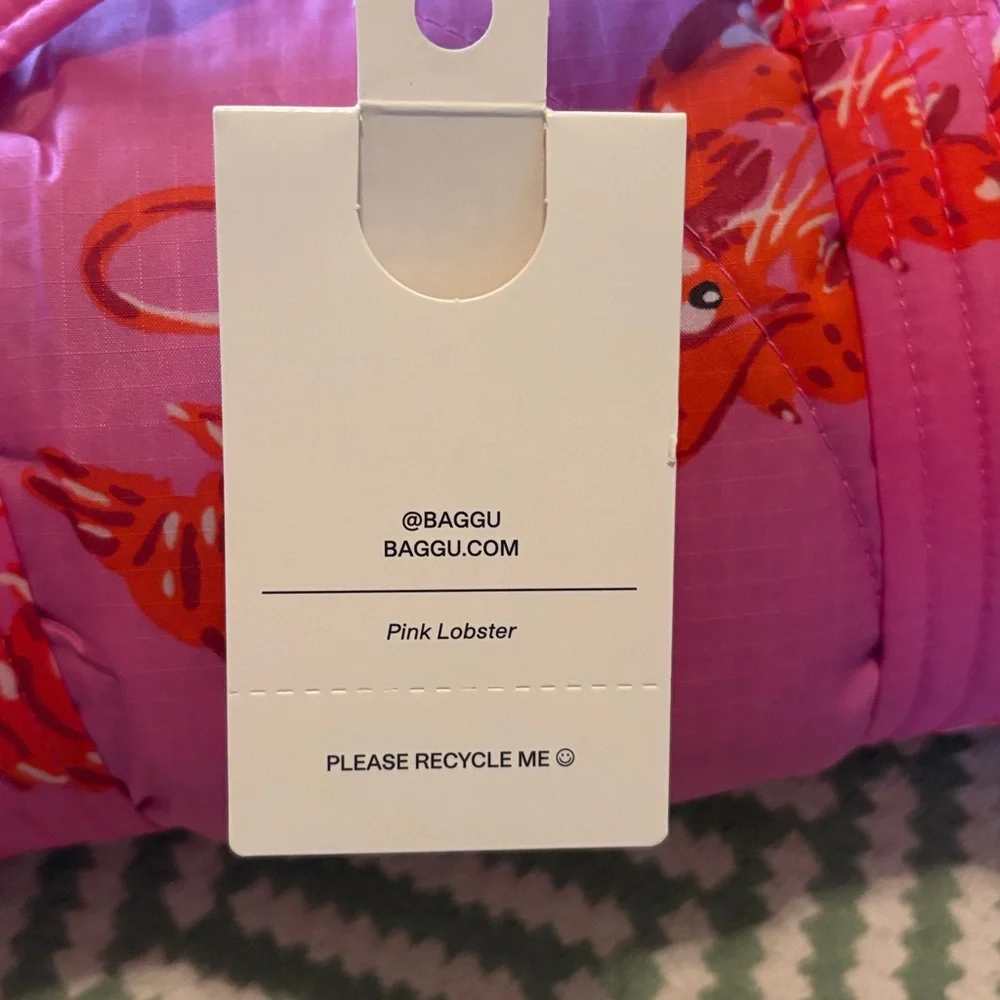 @BAGGU
BAGGU.COM
Pink Lobster
PLEASE RECYCLE ME ☺